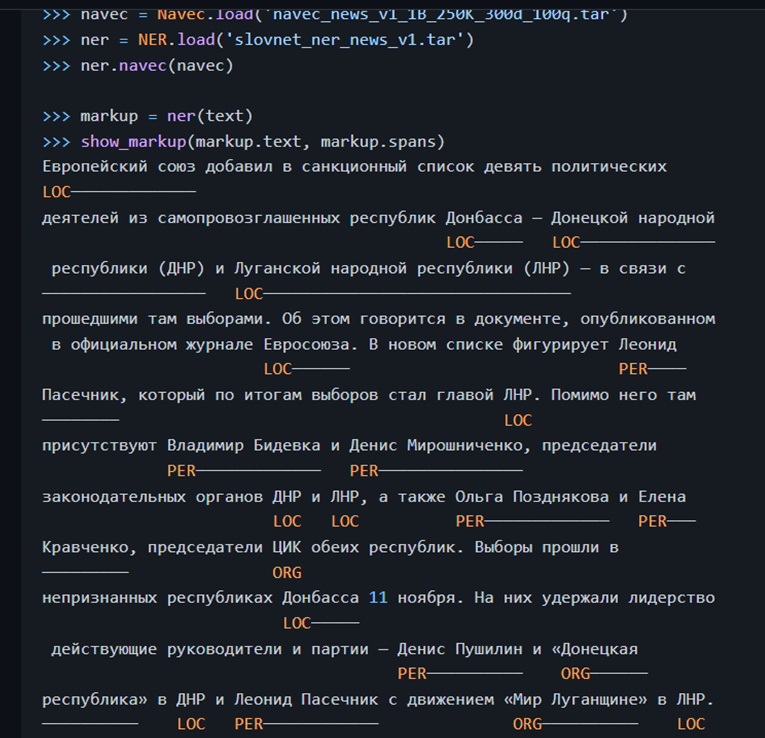 >>> navec = Navec.load('navec_news_v1_1B_250K_300d_100q.tar')
>>> ner = NER.load('slovnet_ner_news_v1.tar')
>>> ner.navec(navec)
>>> markup = ner(text)
>>> show_markup(markup.text, markup.spans)
Европейский союз добавил в санкционный список девять политических
LOC─────────────
деятелей из самопровозглашенных республик Донбасса — Донецкой народной
LOC───── LOC──────────────
республики (ДНР) и Луганской народной республики (ЛНР) — в связи с
───────────────── LOC────────────────────────────────
прошедшими там выборами. Об этом говорится в документе, опубликованном
в официальном журнале Евросоюза. В новом списке фигурирует Леонид
LOC────── PER────
Пасечник, который по итогам выборов стал главой ЛНР. Помимо него там
──────── LOC
присутствуют Владимир Бидевка и Денис Мирошниченко, председатели
PER───────────── PER───────────────
законодательных органов ДНР и ЛНР, а также Ольга Позднякова и Елена
LOC LOC PER───────────── PER───
Кравченко, председатели ЦИК обеих республик. Выборы прошли в
───────── ORG
непризнанных республиках Донбасса 11 ноября. На них удержали лидерство
LOC─────
действующие руководители и партии — Денис Пушилин и «Донецкая
PER────────── ORG──────
республика» в ДНР и Леонид Пасечник с движением «Мир Луганщине» в ЛНР.
────────── LOC PER──────────── ORG────────── LOC